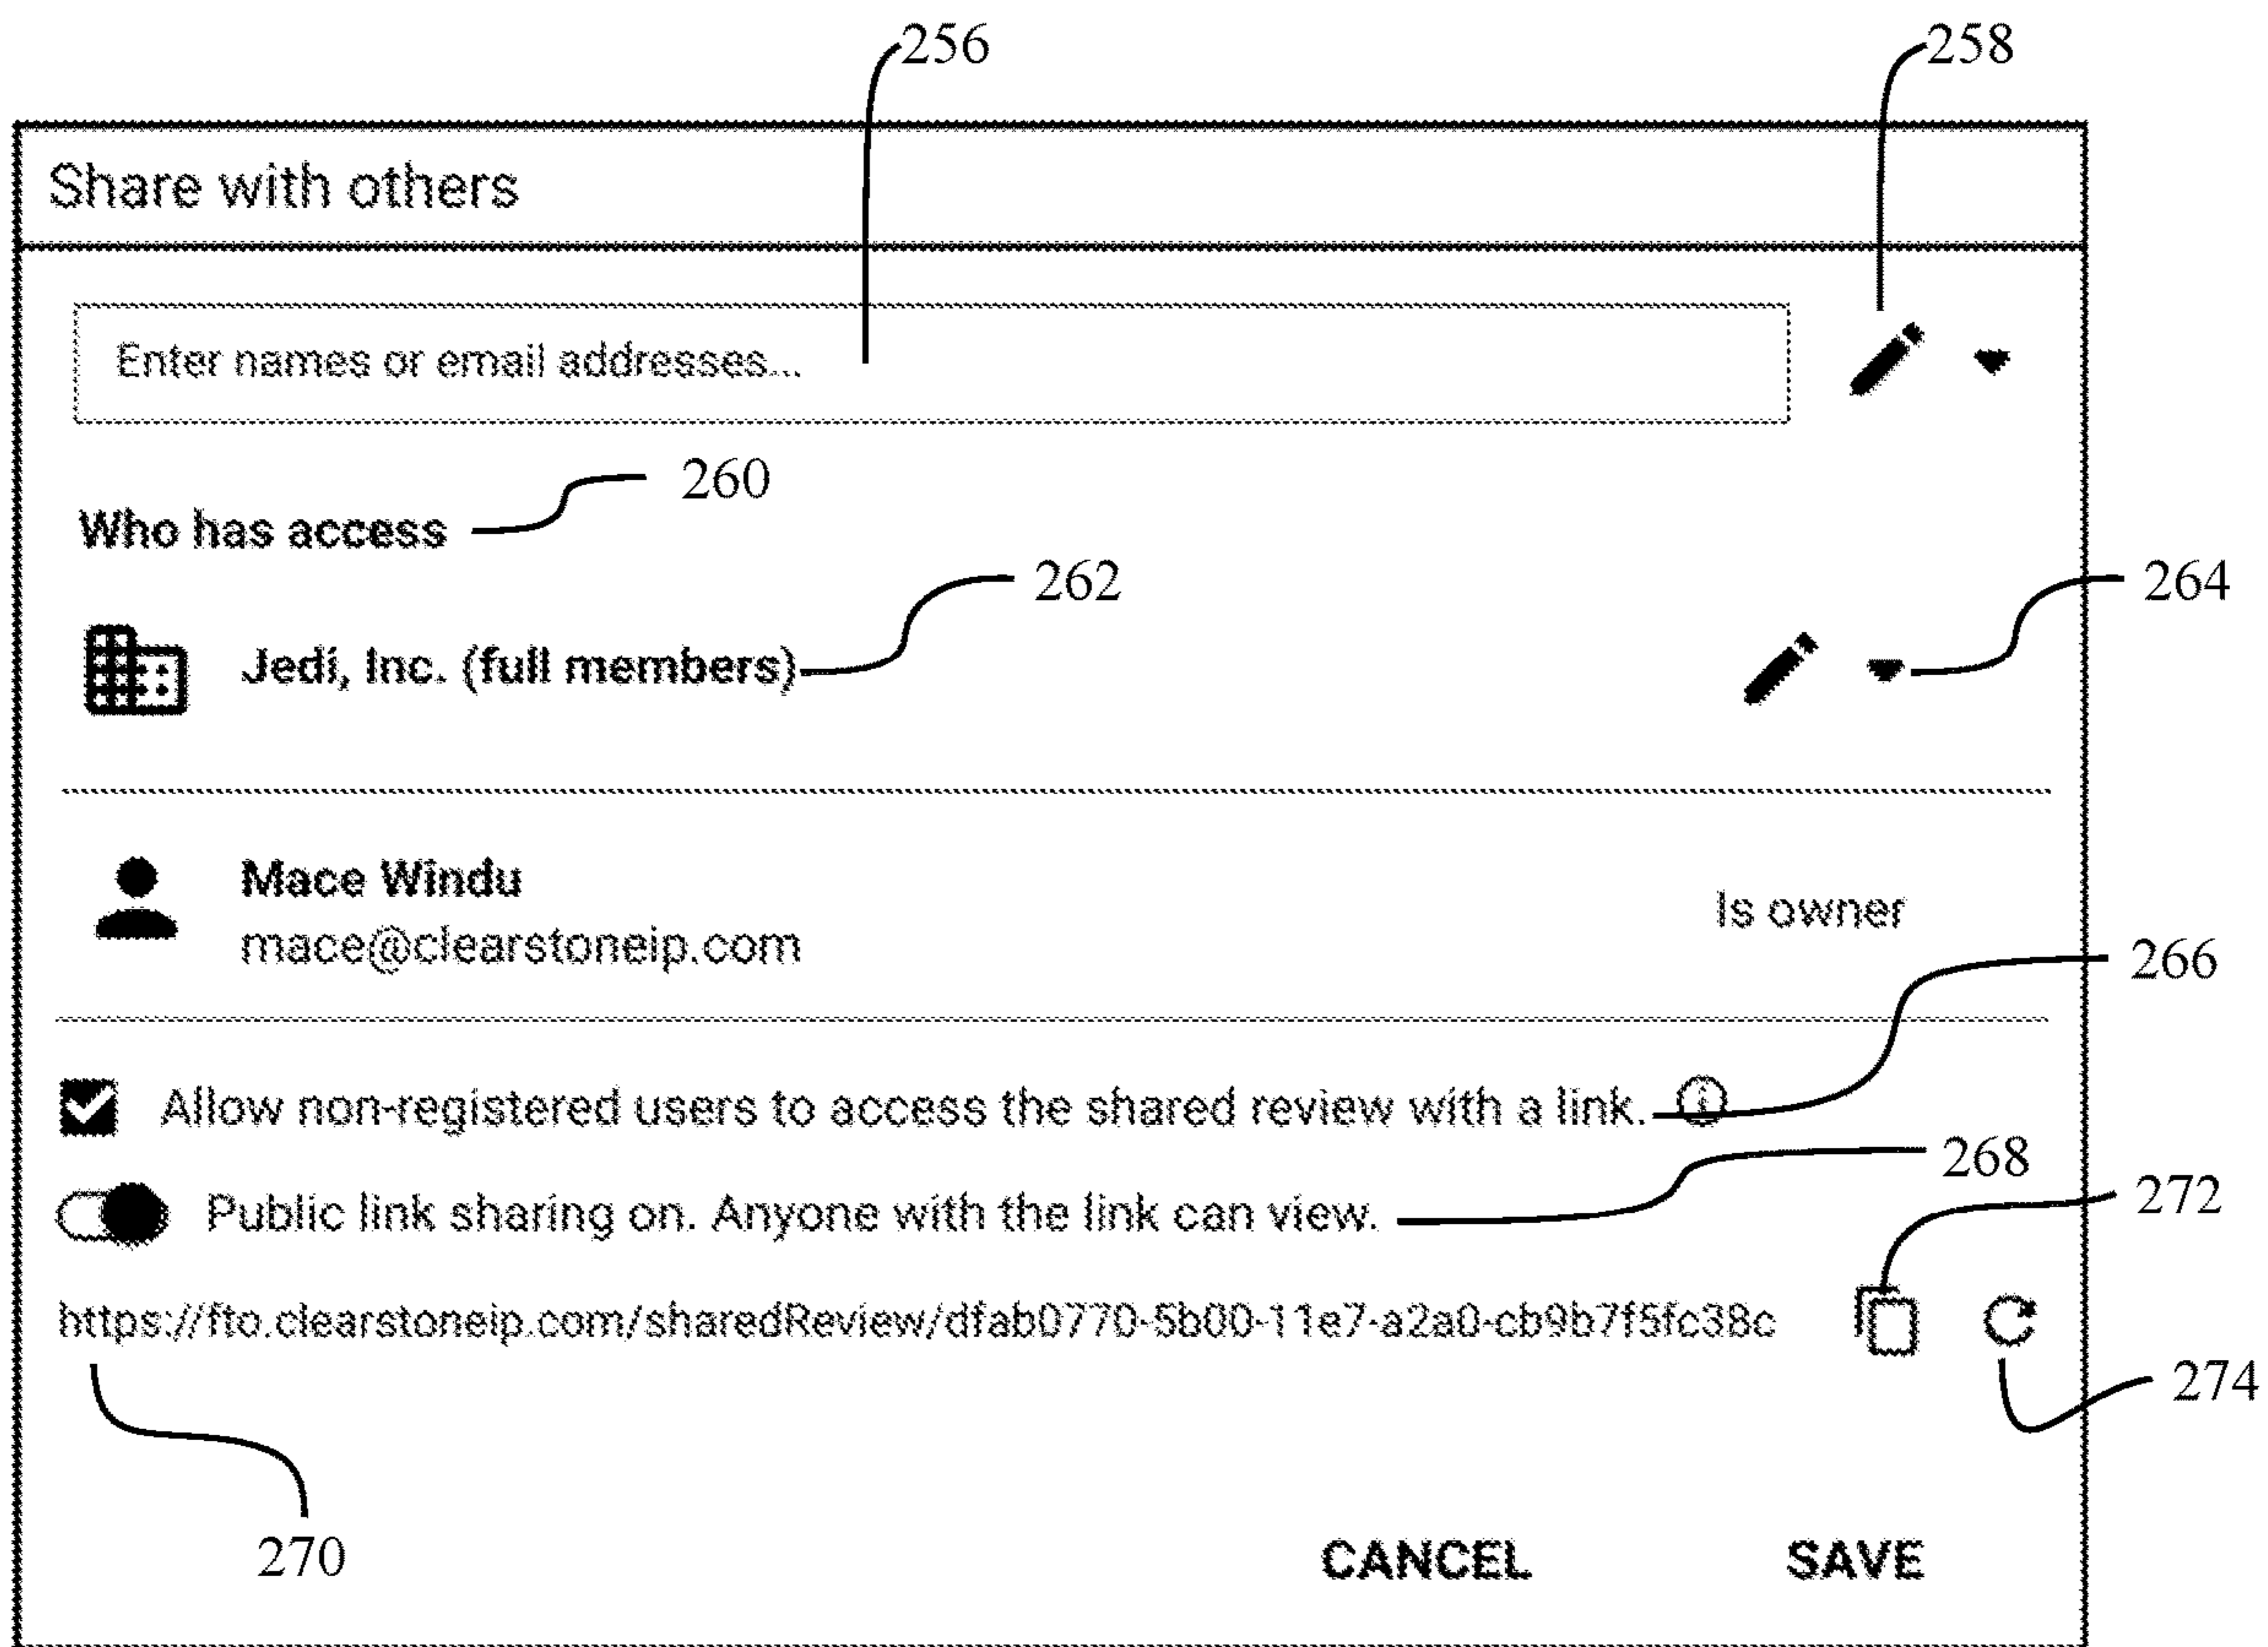 256
258
Share with others
Enter names or email addresses...
260
Who has access
262
264
Jedi, Inc. (full members)
Mace Windu
Is owner
mace@clearstoneip.com
266
Allow non-registered users to access the shared review with a link.
268
272
Public link sharing on. Anyone with the link can view.
https://fto.clearstoneip.com/sharedReview/dfab0770-5b00-11e7-a2a0-cb9b7f5fc38c
274
270
CANCEL
SAVE